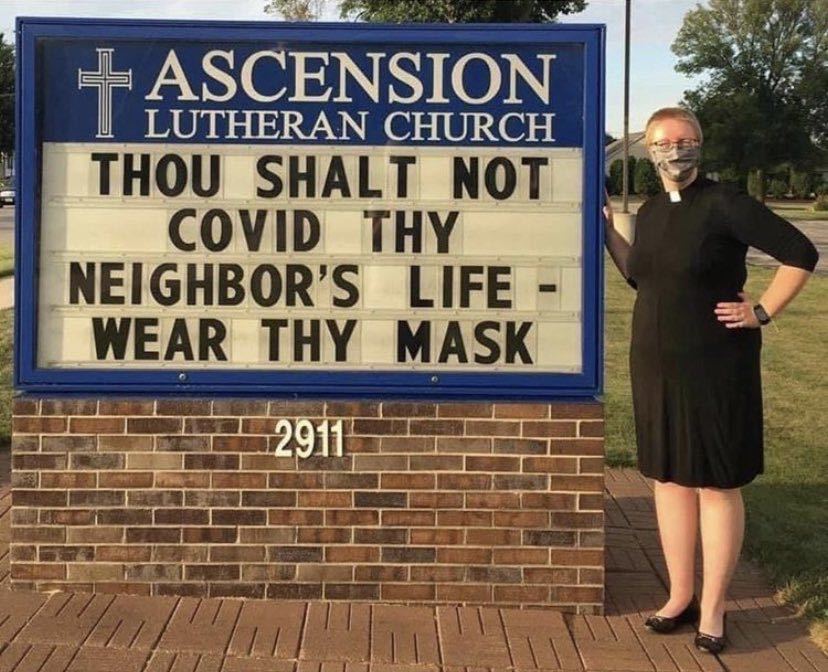 ASCENSION
LUTHERAN CHURCH
THOU SHALT NOT
COVID THY
NEIGHBOR'S LIFE -
WEAR THY MASK
2911